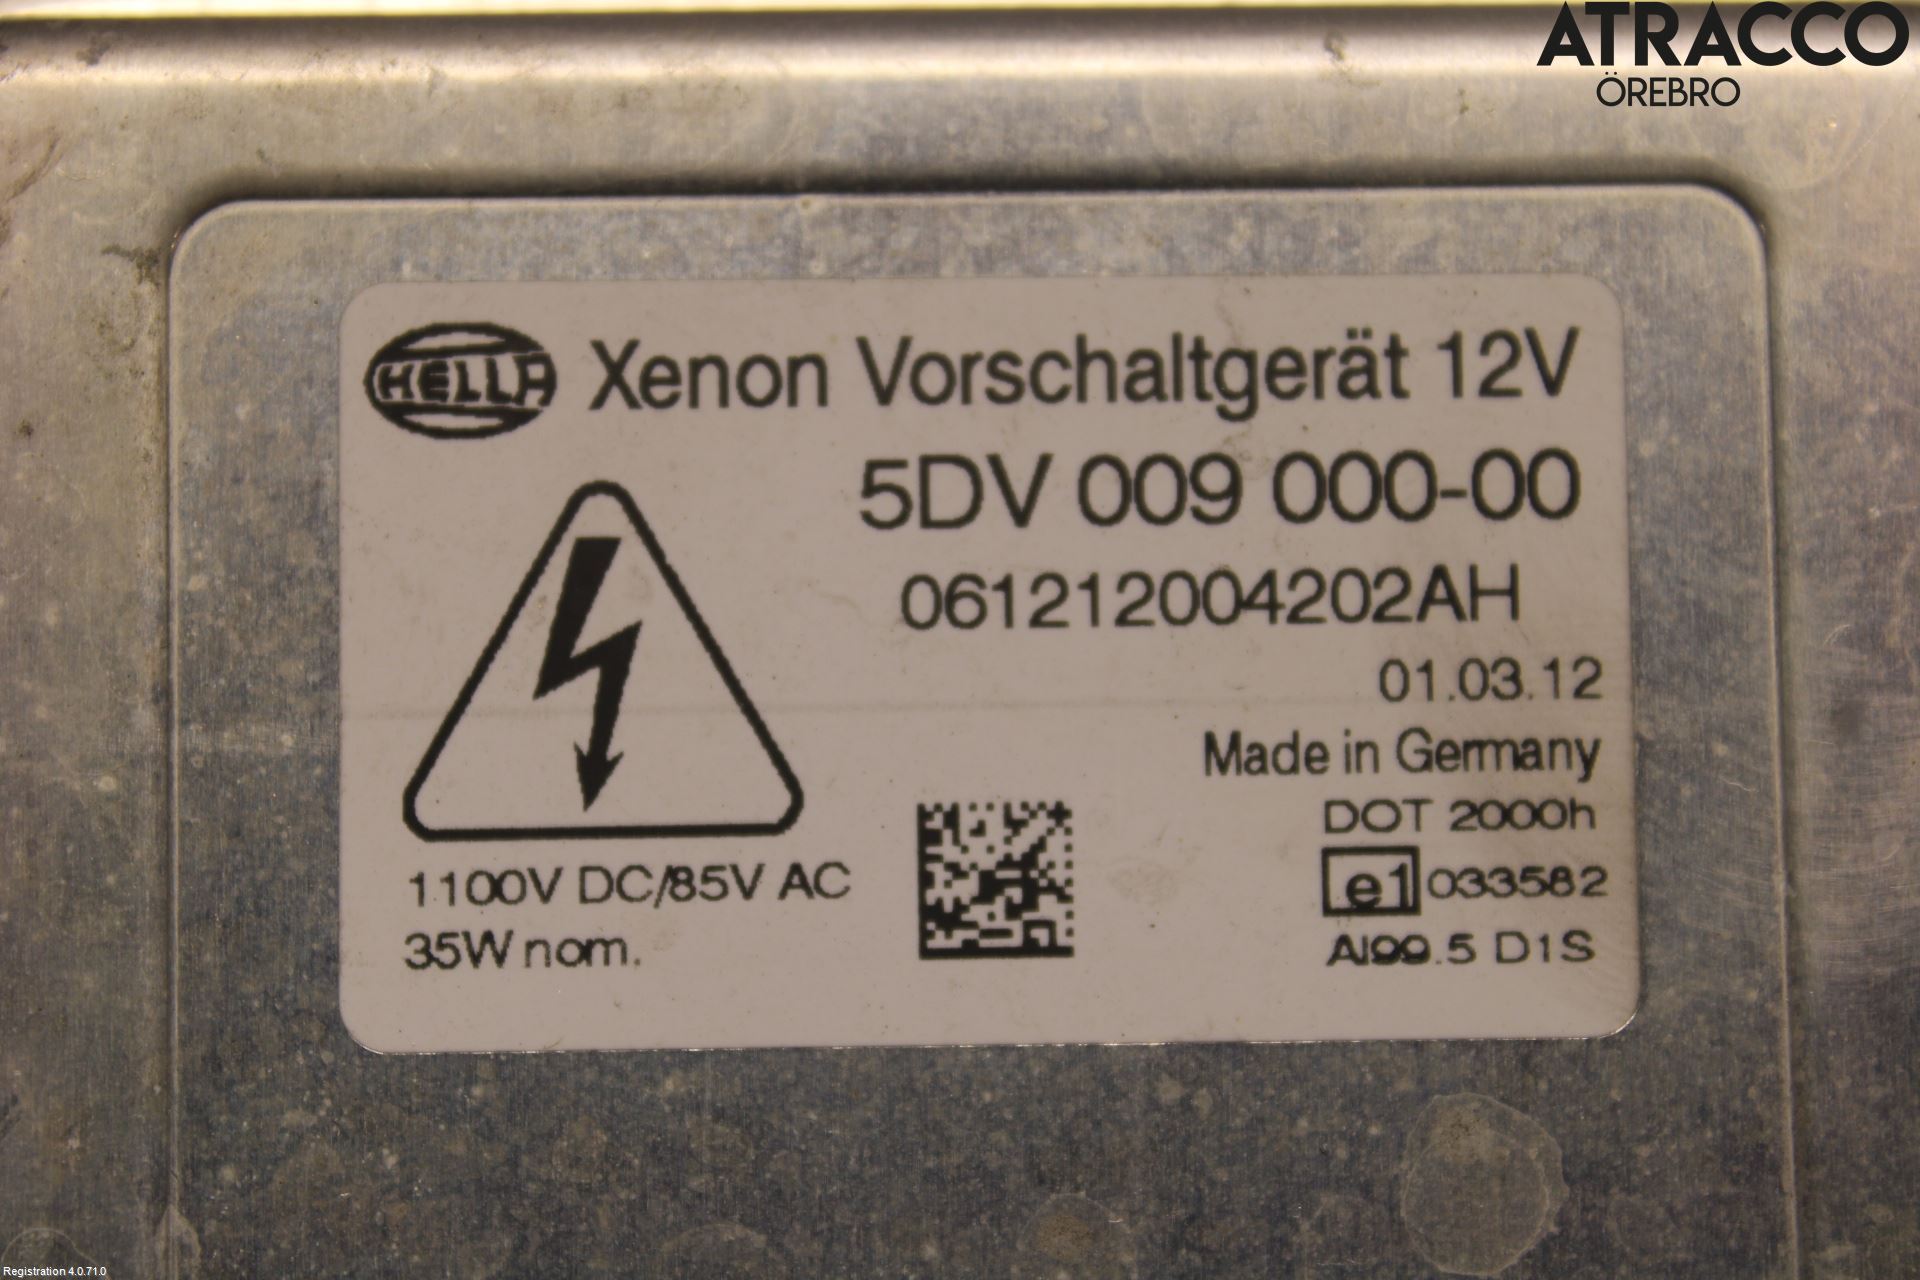 ATRACCO
ÖREBRO
HELLA Xenon Vorschaltgerät 12V
5DV 009 000-00
061212004202AH
01.03.12
Made in Germany
DOT 2000h
e1 033582
AI99.5 D1S
1100V DC/85V AC
35W nom.
Registration 4.0.71.0